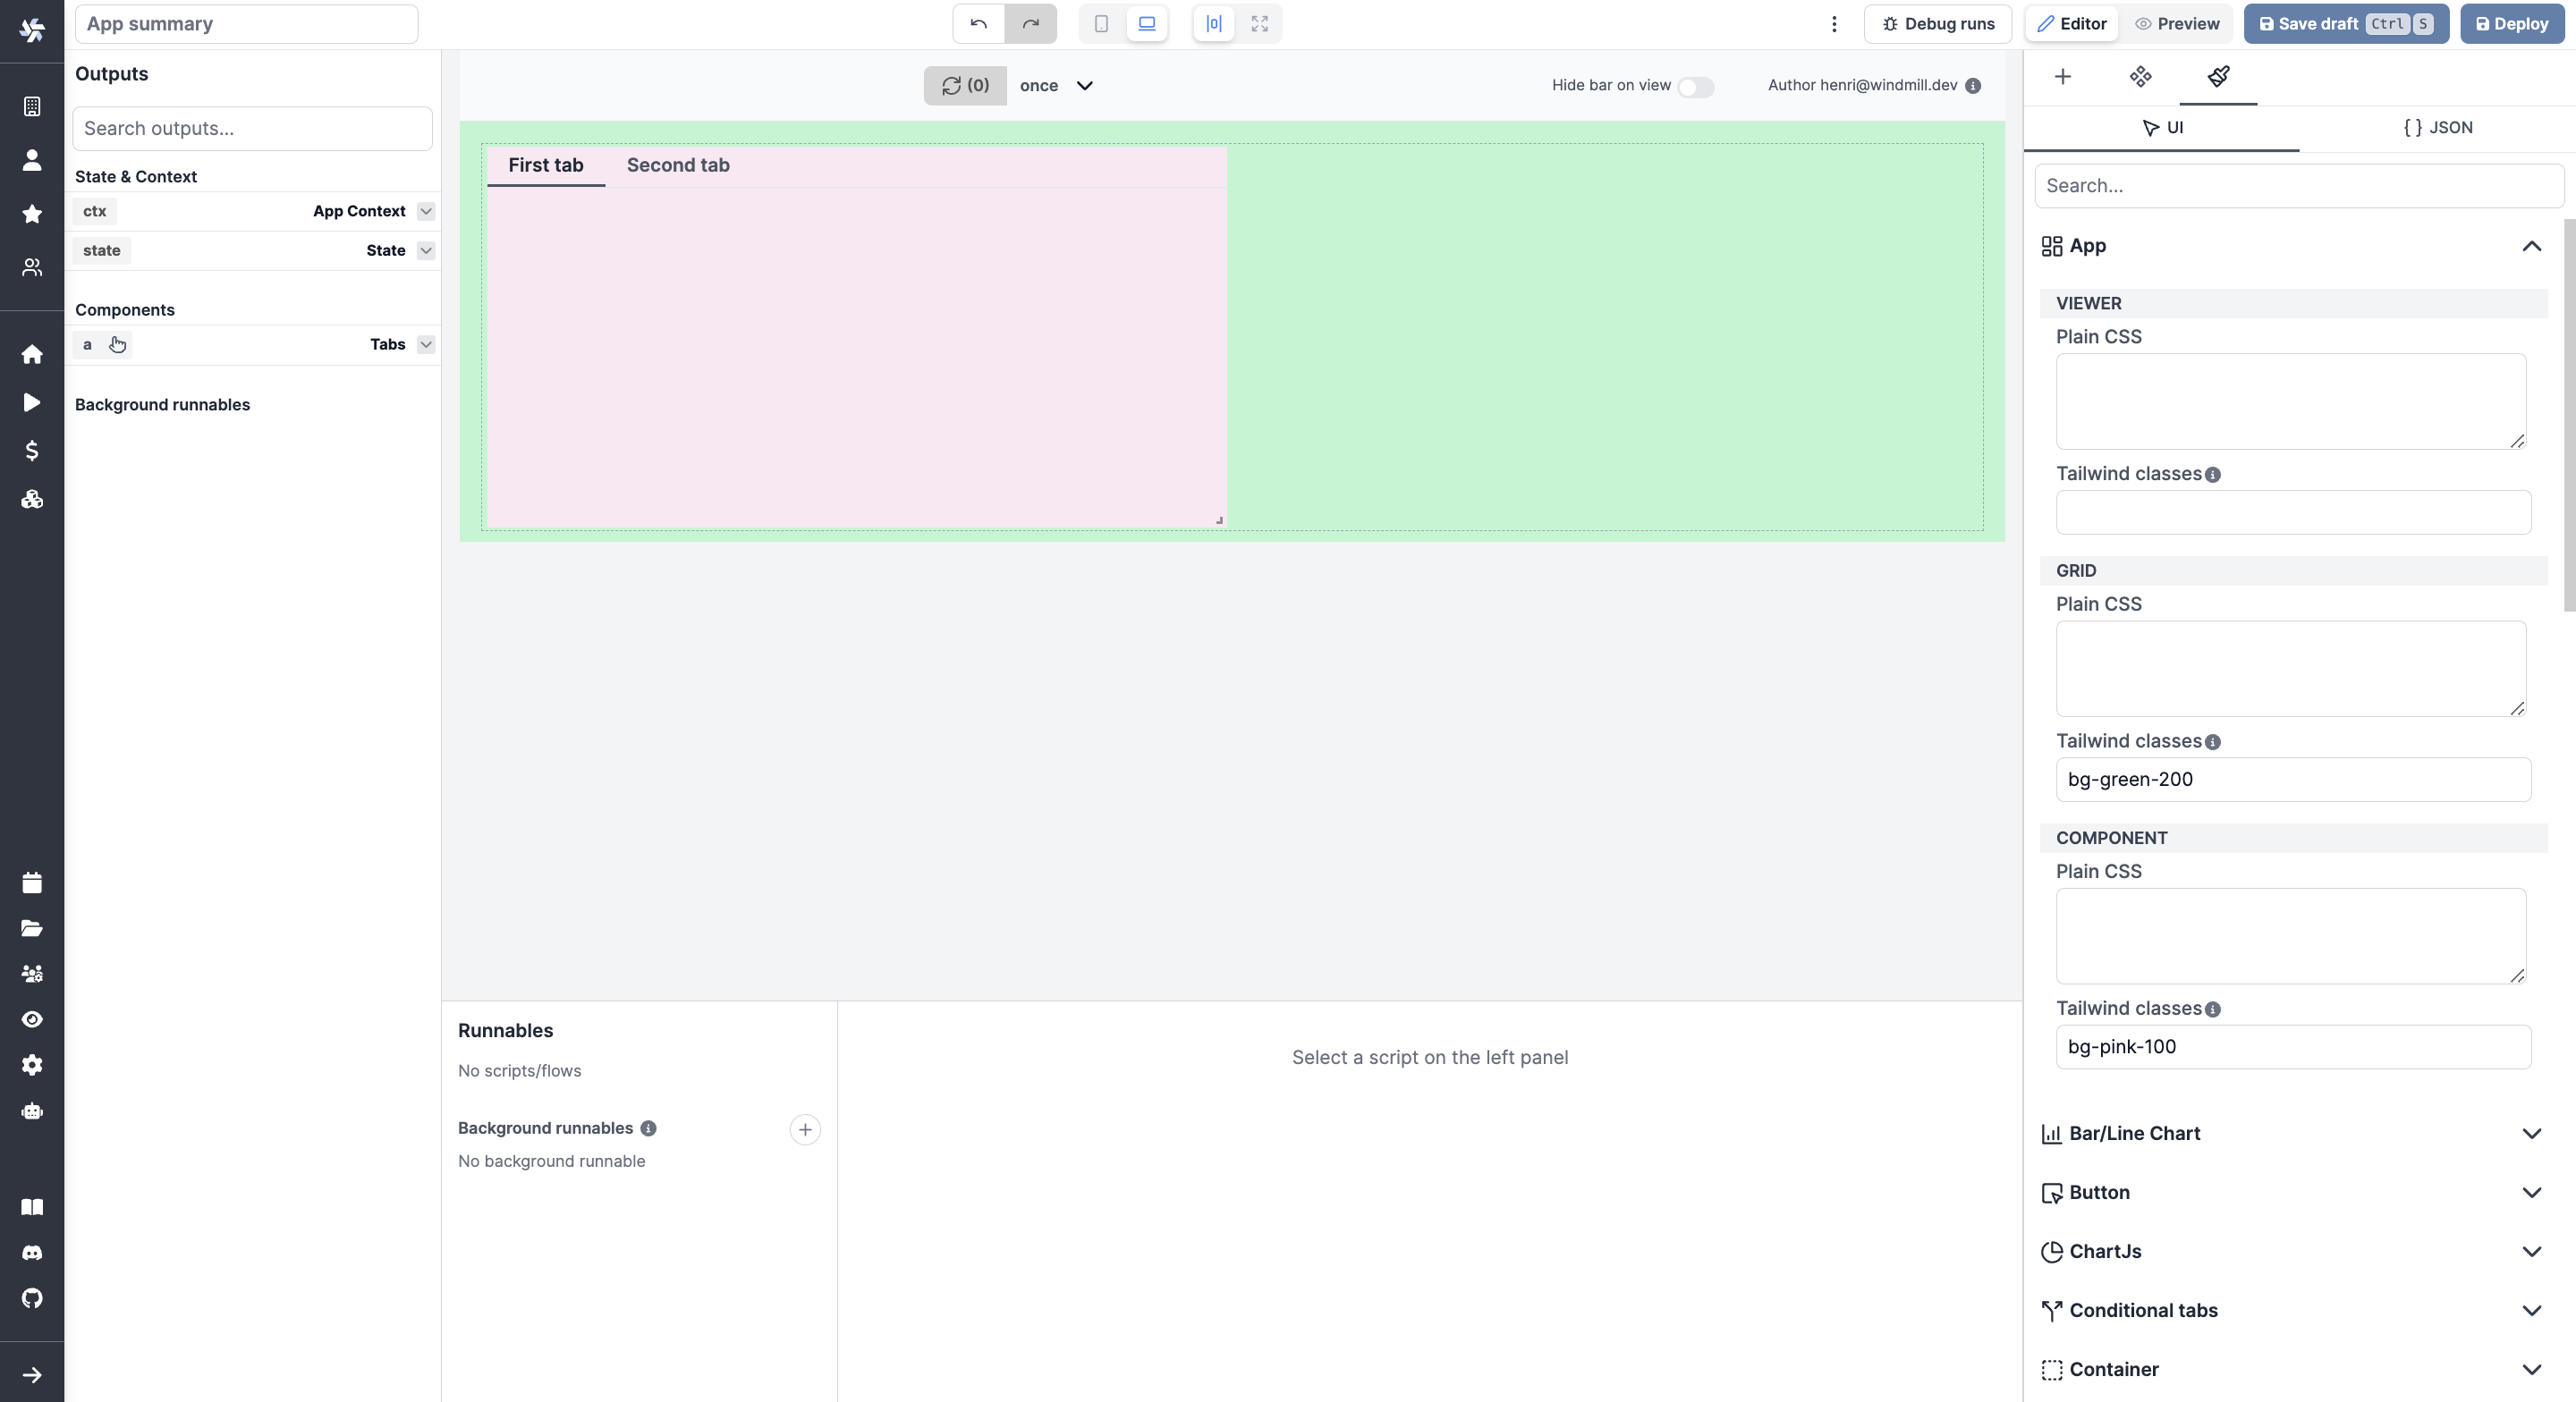 App summary
Debug runs
Editor
Preview
Save draft Ctrl S
Deploy
Outputs
Search outputs...
State & Context
ctx App Context
state State
Components
a Tabs
Background runnables
(0) once
Hide bar on view
Author henri@windmill.dev
First tab Second tab
Runnables
No scripts/flows
Background runnables
No background runnable
Select a script on the left panel
UI
{ } JSON
Search...
App
VIEWER
Plain CSS
Tailwind classes
GRID
Plain CSS
Tailwind classes
bg-green-200
COMPONENT
Plain CSS
Tailwind classes
bg-pink-100
Bar/Line Chart
Button
ChartJs
Conditional tabs
Container